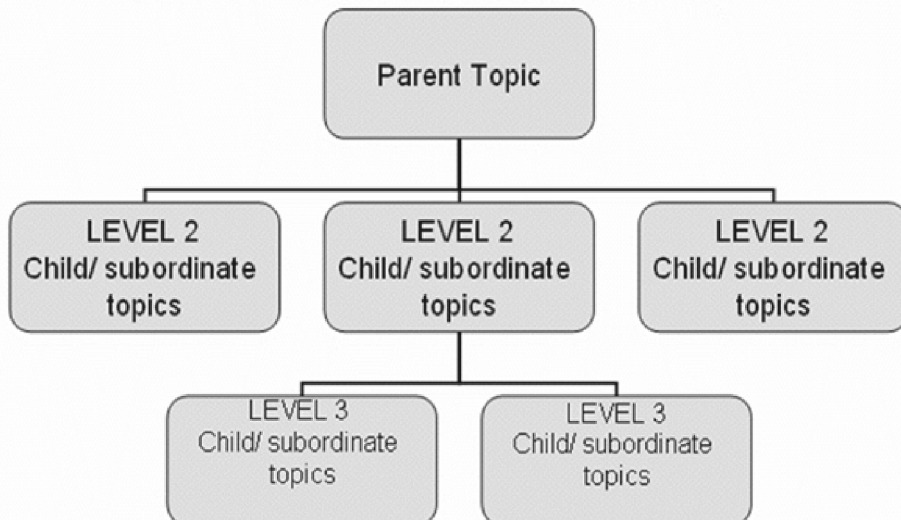 Parent Topic
LEVEL 2
Child/ subordinate
topics
LEVEL 2
Child/ subordinate
topics
LEVEL 2
Child/ subordinate
topics
LEVEL 3
Child/ subordinate
topics
LEVEL 3
Child/ subordinate
topics